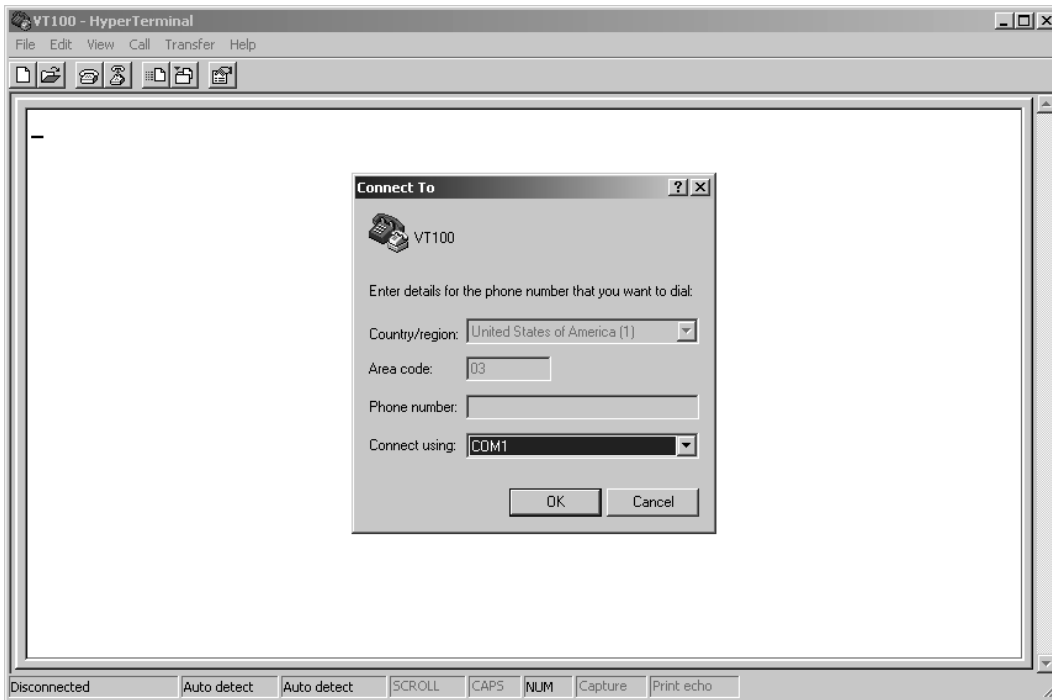 VT100 - HyperTerminal
File Edit View Call Transfer Help
Connect To
VT100
Enter details for the phone number that you want to dial:
Country/region: United States of America (1)
Area code: 03
Phone number:
Connect using: COM1
OK Cancel
Disconnected Auto detect Auto detect SCROLL CAPS NUM Capture Print echo